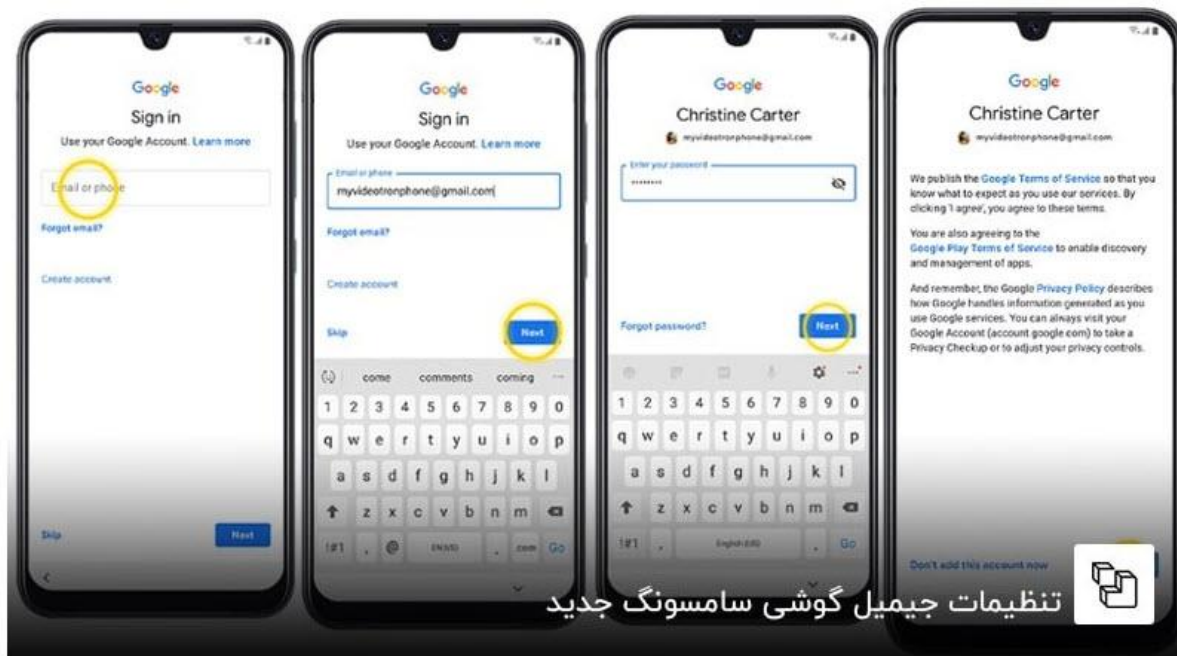 Google
Sign in
Use your Google Account. Learn more
Email or phone
Forgot email?
Create account
Skip
Next
Google
Sign in
Use your Google Account. Learn more
Email or phone
myvideotronphone@gmail.com
Forgot email?
Create account
Skip
Next
come comments coming
1 2 3 4 5 6 7 8 9 0
q w e r t y u i o p
a s d f g h j k l
z x c v b n m
!#1 , @ EN(US) . .com Go
Google
Christine Carter
myvideotronphone@gmail.com
Enter your password
••••••••
Forgot password?
Next
1 2 3 4 5 6 7 8 9 0
q w e r t y u i o p
a s d f g h j k l
z x c v b n m
!#1 , English (US) . Go
Google
Christine Carter
myvideotronphone@gmail.com
We publish the Google Terms of Service so that you
know what to expect as you use our services. By
clicking 'I agree', you agree to these terms.
You are also agreeing to the
Google Play Terms of Service to enable discovery
and management of apps.
And remember, the Google Privacy Policy describes
how Google handles information generated as you
use Google services. You can always visit your
Google Account (account.google.com) to take a
Privacy Checkup or to adjust your privacy controls.
Don't add this account now
تنظیمات جیمیل گوشی سامسونگ جدید